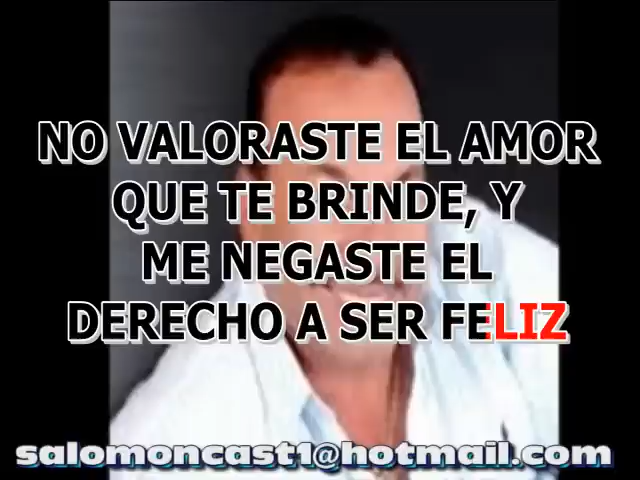 NO VALORASTE EL AMOR
QUE TE BRINDE, Y
ME NEGASTE EL
DERECHO A SER FELIZ
salomoncast1@hotmail.com